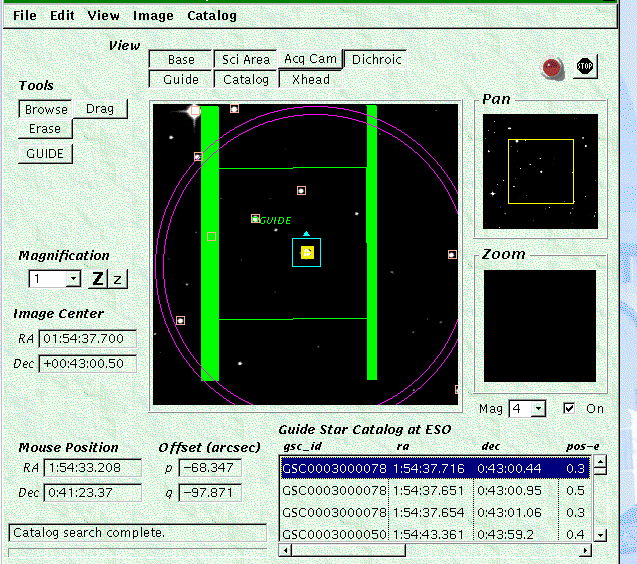 File Edit View Image Catalog
View
Base Sci Area Acq Cam Dichroic
Guide Catalog Xhead
STOP
Tools
Browse Drag
Erase
GUIDE
Pan
GUIDE
Magnification
1 Z z
Zoom
Image Center
RA 01:54:37.700
Dec +00:43:00.50
Mag 4 On
Guide Star Catalog at ESO
Mouse Position Offset (arcsec)
RA 1:54:33.208 p −68.347
Dec 0:41:23.37 q −97.871
gsc_id ra dec pos-e
GSC0003000078 1:54:37.716 0:43:00.44 0.3
GSC0003000078 1:54:37.651 0:43:00.95 0.5
GSC0003000078 1:54:37.654 0:43:01.06 0.3
GSC0003000050 1:54:43.361 0:43:59.2 0.4
Catalog search complete.